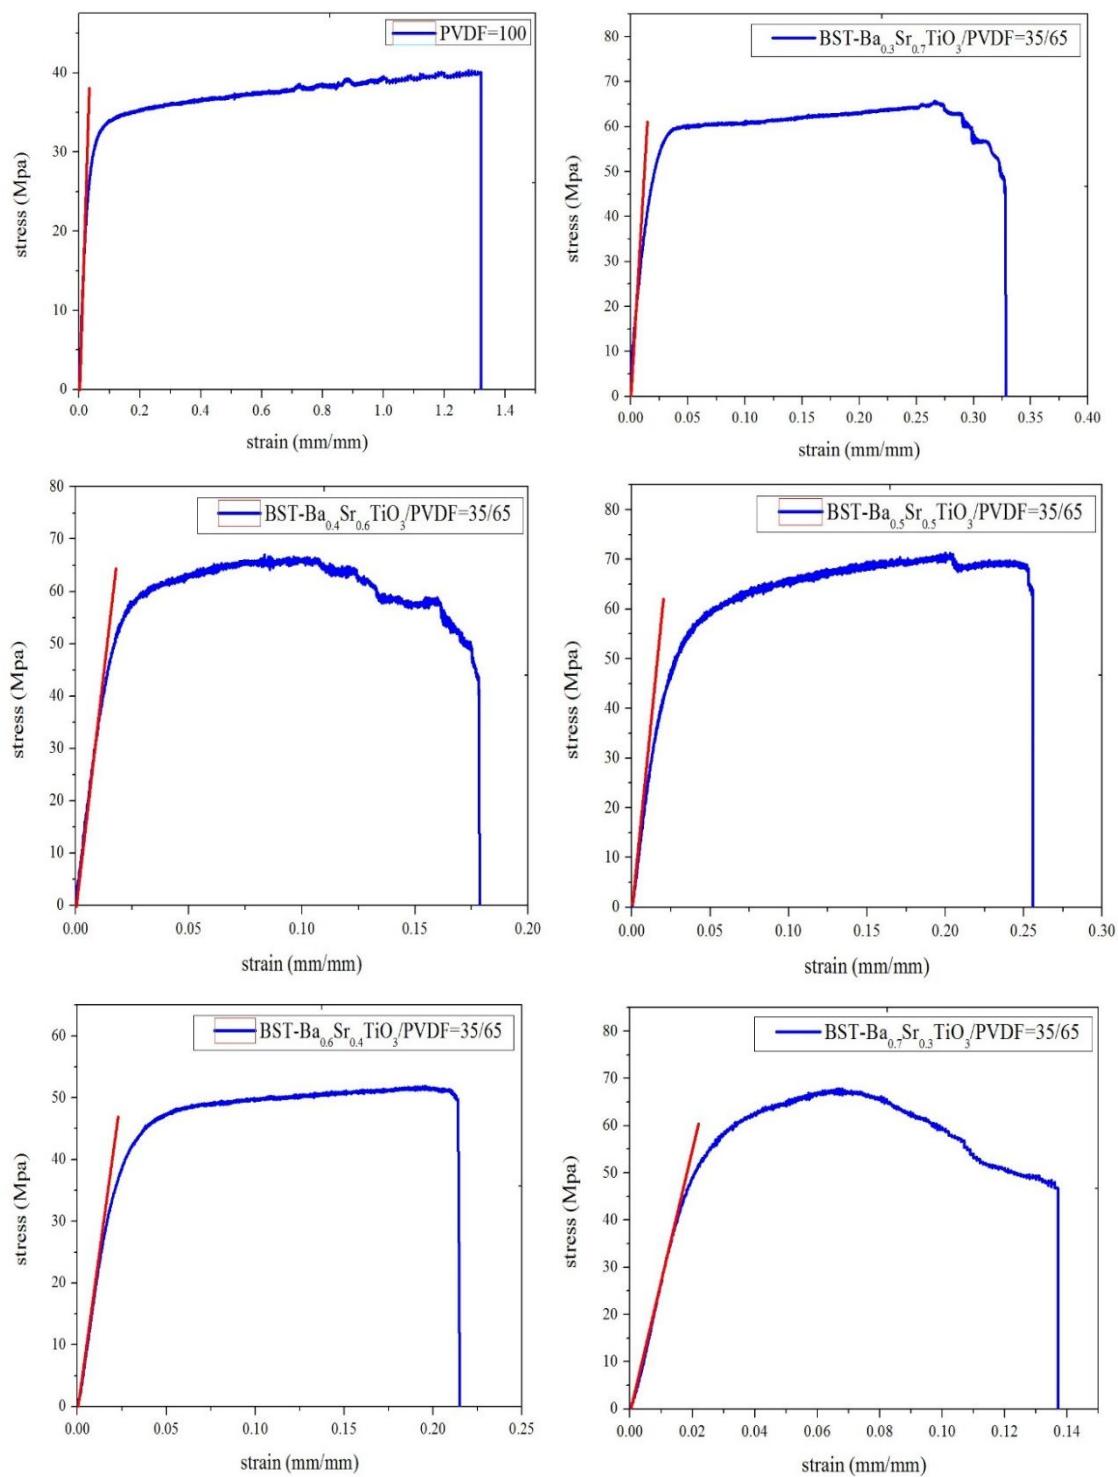 PVDF=100
40
30
20
10
0
stress (Mpa)
0.0 0.2 0.4 0.6 0.8 1.0 1.2 1.4
strain (mm/mm)
BST-Ba0.3Sr0.7TiO3/PVDF=35/65
80
70
60
50
40
30
20
10
0
stress (Mpa)
0.00 0.05 0.10 0.15 0.20 0.25 0.30 0.35 0.40
strain (mm/mm)
BST-Ba0.4Sr0.6TiO3/PVDF=35/65
80
70
60
50
40
30
20
10
0
stress (Mpa)
0.00 0.05 0.10 0.15 0.20
strain (mm/mm)
BST-Ba0.5Sr0.5TiO3/PVDF=35/65
80
70
60
50
40
30
20
10
0
stress (Mpa)
0.00 0.05 0.10 0.15 0.20 0.25 0.30
strain (mm/mm)
BST-Ba0.6Sr0.4TiO3/PVDF=35/65
60
50
40
30
20
10
0
stress (Mpa)
0.00 0.05 0.10 0.15 0.20 0.25
strain (mm/mm)
BST-Ba0.7Sr0.3TiO3/PVDF=35/65
80
70
60
50
40
30
20
10
0
stress (Mpa)
0.00 0.02 0.04 0.06 0.08 0.10 0.12 0.14
strain (mm/mm)